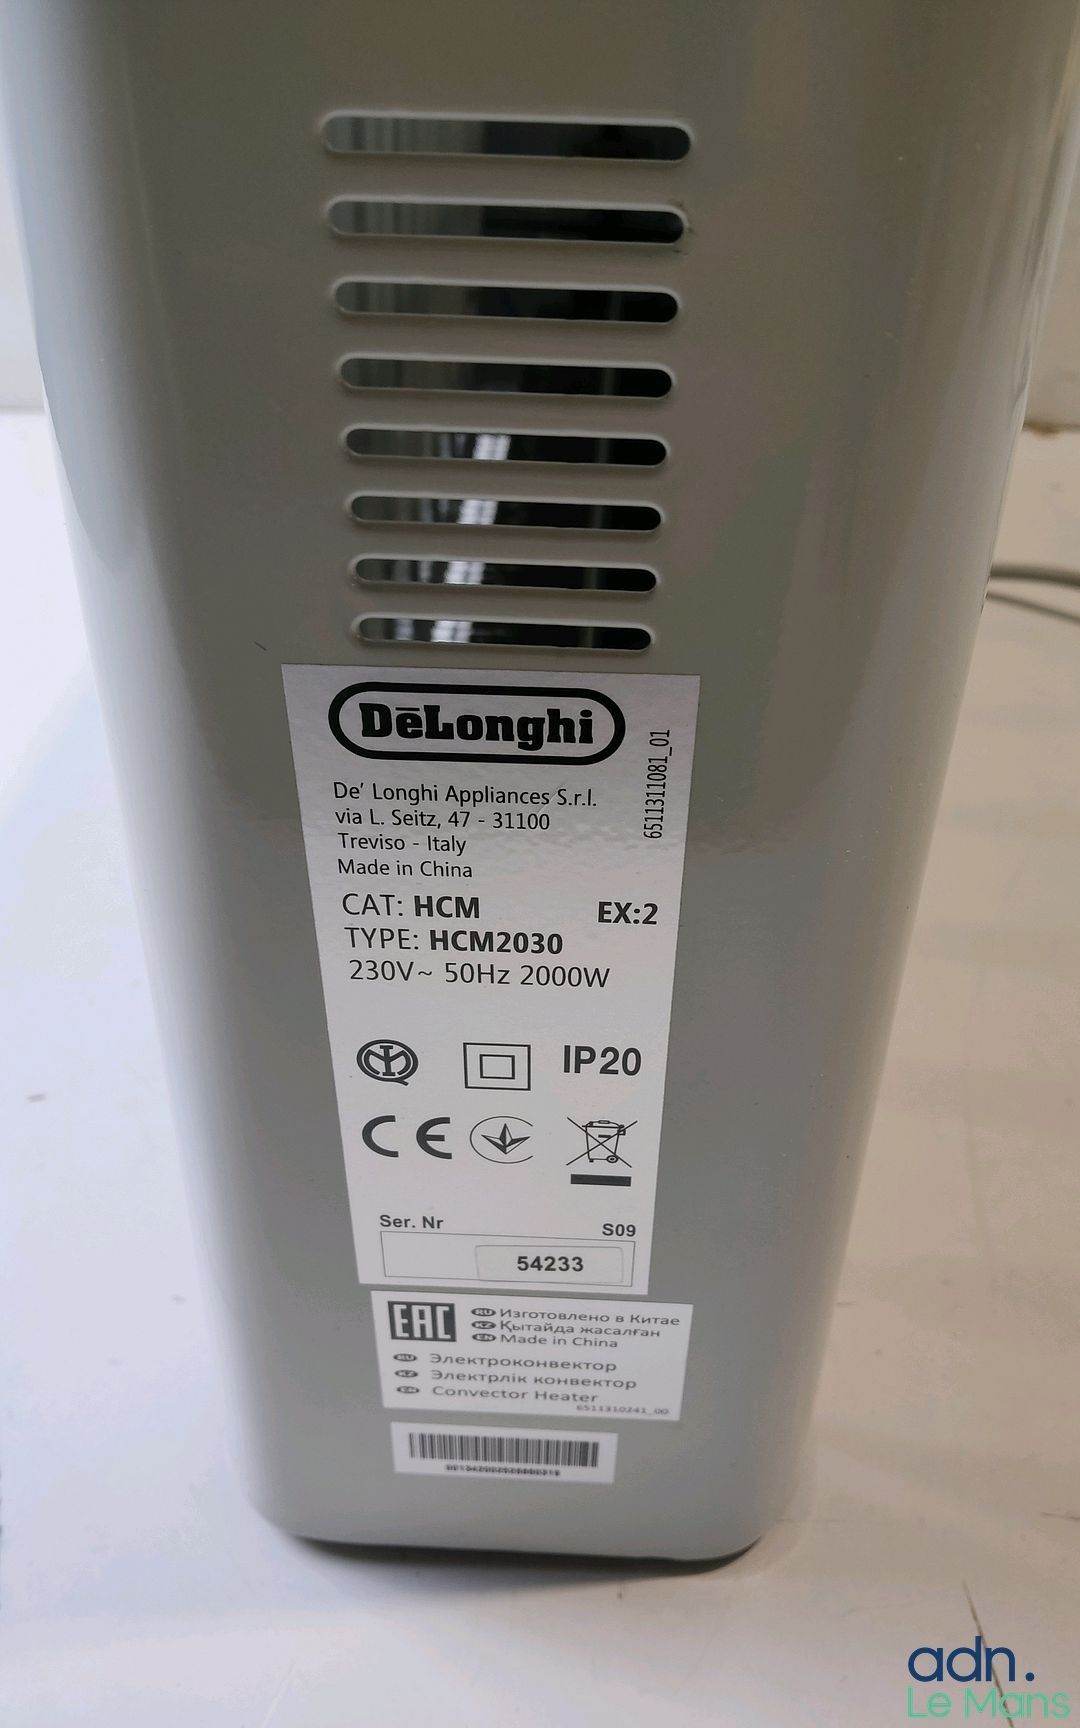 DēLonghi
6511311081_01
De' Longhi Appliances S.r.l.
via L. Seitz, 47 - 31100
Treviso - Italy
Made in China
CAT: HCM EX:2
TYPE: HCM2030
230V~ 50Hz 2000W
IP20
CE
Ser. Nr S09
54233
EAC
RU Изготовлено в Китае
KZ Қытайда жасалған
EN Made in China
RU Электроконвектор
KZ Электрлік конвектор
EN Convector Heater
6511310241_00
adn.
Le Mans